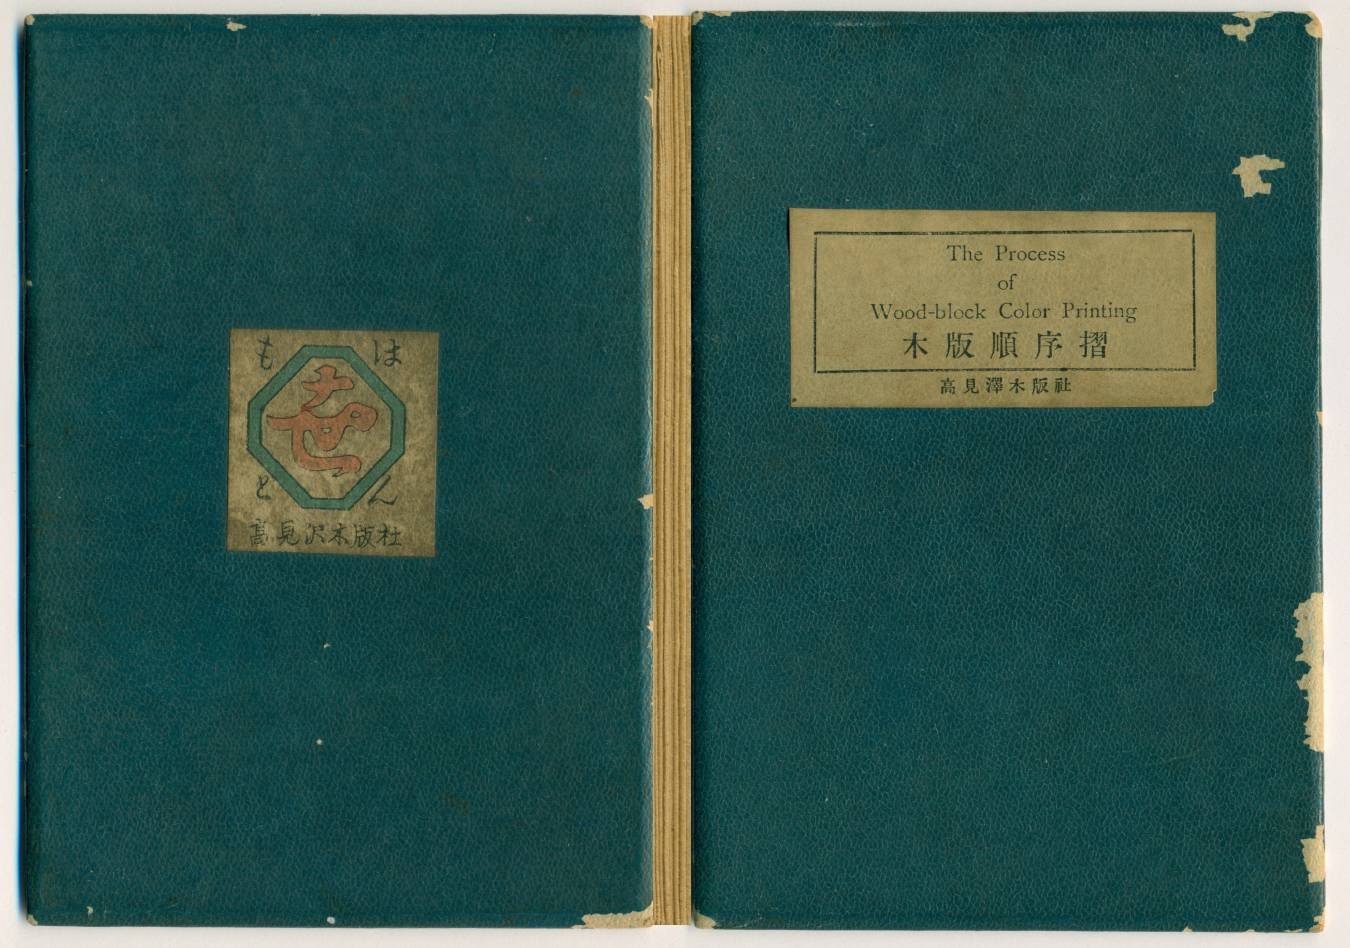 The Process
of
Wood-block Color Printing
木版順序摺
高見澤木版社
はんもと
高見沢木版社